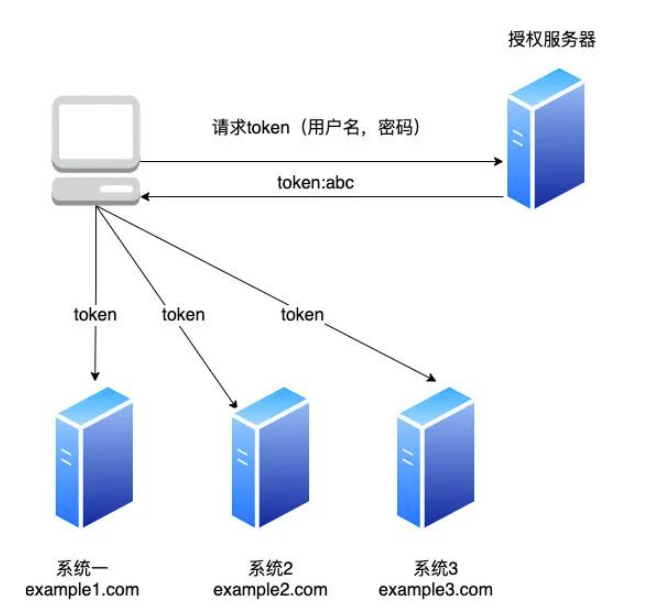 授权服务器
请求token（用户名，密码）
token:abc
token
token
token
系统一
example1.com
系统2
example2.com
系统3
example3.com